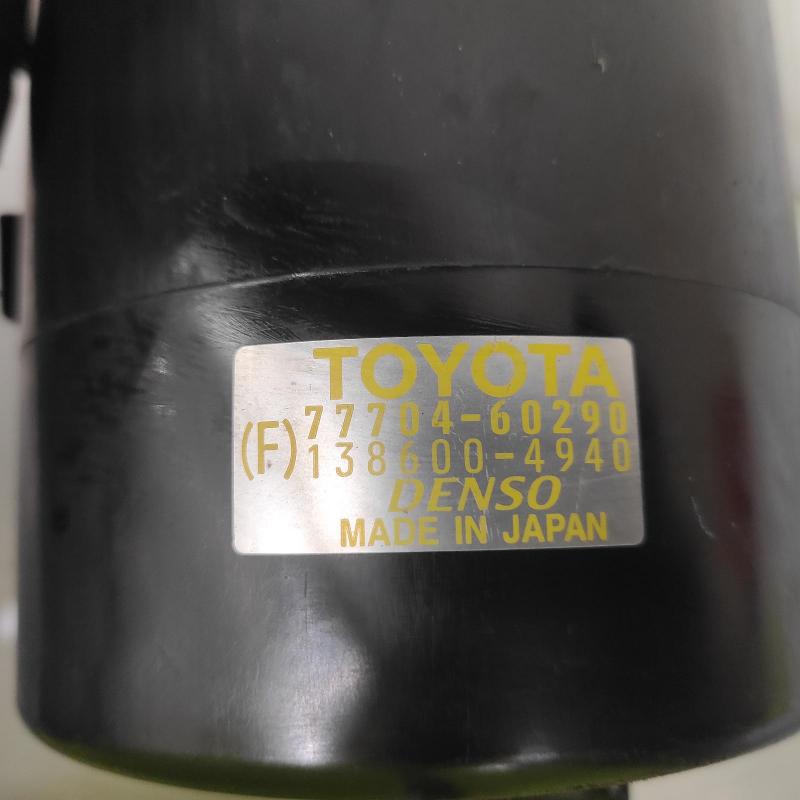 TOYOTA
(F) 77704-60290
138600-4940
DENSO
MADE IN JAPAN